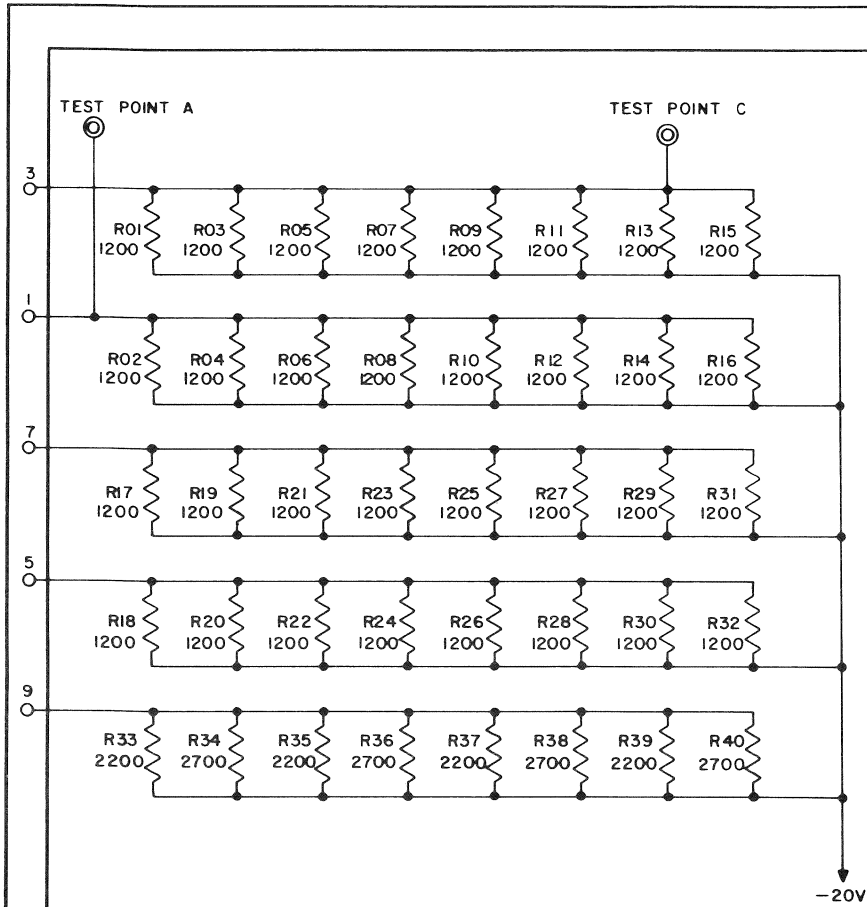 TEST POINT A
TEST POINT C
3
R01 R03 R05 R07 R09 R11 R13 R15
1200 1200 1200 1200 1200 1200 1200 1200
1
R02 R04 R06 R08 R10 R12 R14 R16
1200 1200 1200 1200 1200 1200 1200 1200
7
R17 R19 R21 R23 R25 R27 R29 R31
1200 1200 1200 1200 1200 1200 1200 1200
5
R18 R20 R22 R24 R26 R28 R30 R32
1200 1200 1200 1200 1200 1200 1200 1200
9
R33 R34 R35 R36 R37 R38 R39 R40
2200 2700 2200 2700 2200 2700 2200 2700
-20V